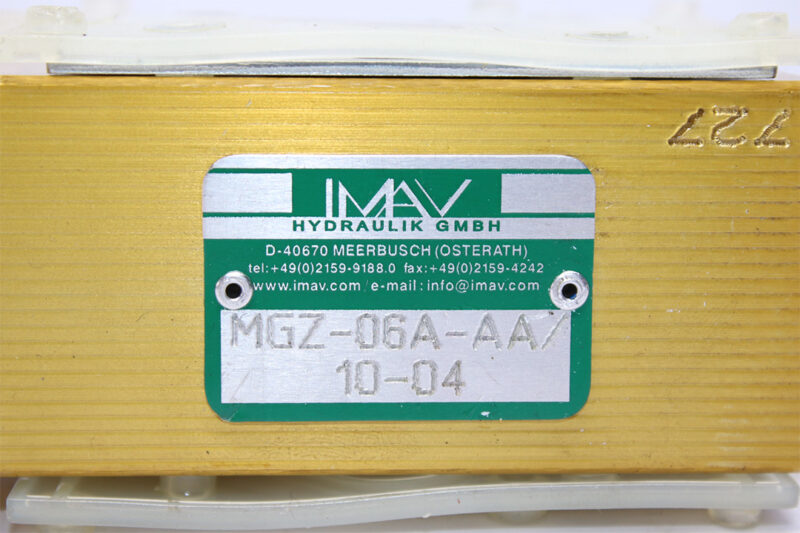 727
IMAV
HYDRAULIK GMBH
D-40670 MEERBUSCH (OSTERATH)
tel:+49(0)2159-9188.0 fax:+49(0)2159-4242
www.imav.com / e-mail: info@imav.com
MGZ-06A-AA/
10-04